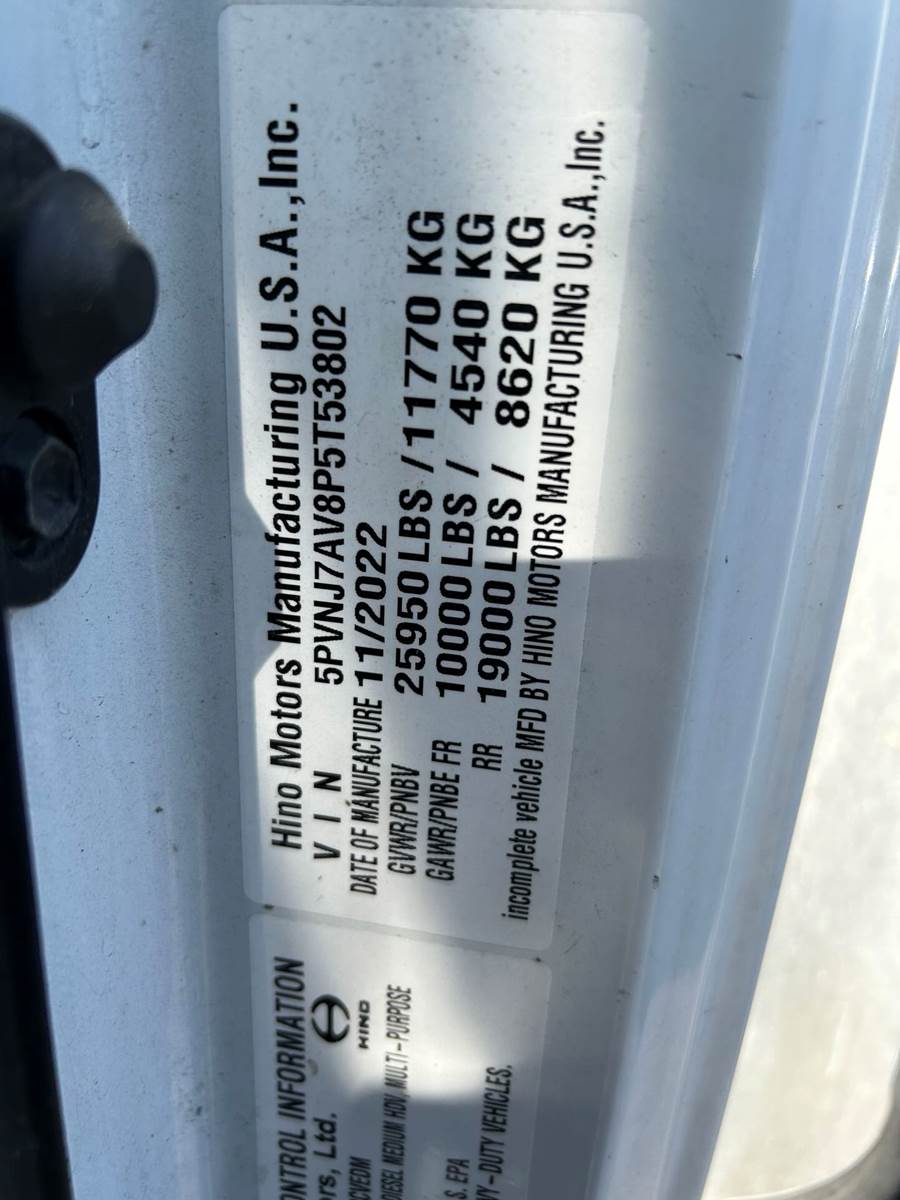 Hino Motors Manufacturing U.S.A.,Inc.
V I N 5PVNJ7AV8P5T53802
DATE OF MANUFACTURE 11/2022
GVWR/PNBV 25950 LBS / 11770 KG
GAWR/PNBE FR 10000 LBS / 4540 KG
RR 19000 LBS / 8620 KG
incomplete vehicle MFD BY HINO MOTORS MANUFACTURING U.S.A.,Inc.
CONTROL INFORMATION
rs, Ltd.
HINO
CVEDM
DIESEL MEDIUM HDV, MULTI-PURPOSE
S. EPA
VY-DUTY VEHICLES.